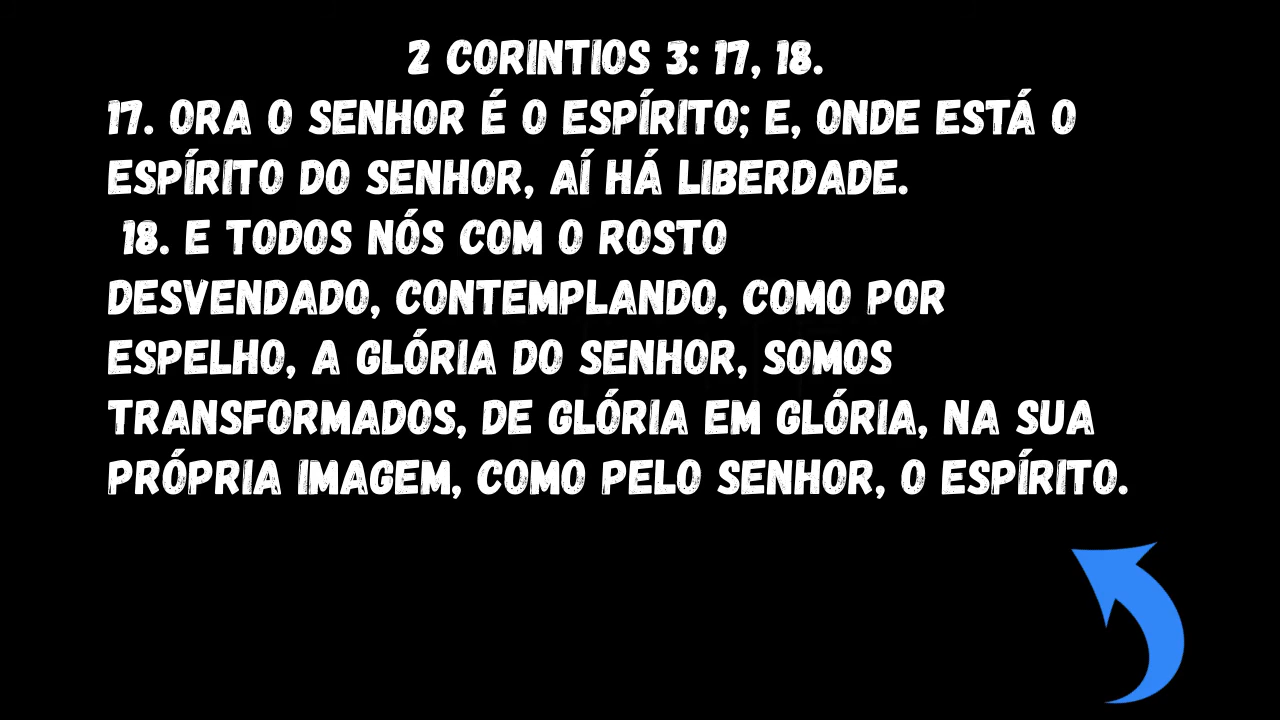 2 CORINTIOS 3: 17, 18.
17. ORA O SENHOR É O ESPÍRITO; E, ONDE ESTÁ O
ESPÍRITO DO SENHOR, AÍ HÁ LIBERDADE.
18. E TODOS NÓS COM O ROSTO
DESVENDADO, CONTEMPLANDO, COMO POR
ESPELHO, A GLÓRIA DO SENHOR, SOMOS
TRANSFORMADOS, DE GLÓRIA EM GLÓRIA, NA SUA
PRÓPRIA IMAGEM, COMO PELO SENHOR, O ESPÍRITO.